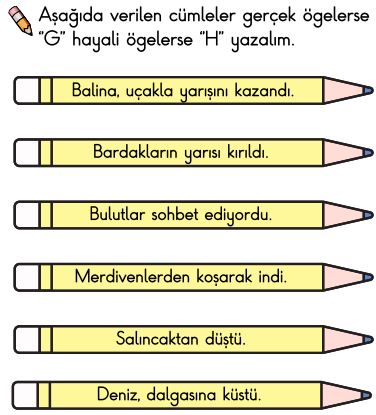 Aşağıda verilen cümleler gerçek ögelerse
“G” hayali ögelerse “H” yazalım.
Balina, uçakla yarışını kazandı.
Bardakların yarısı kırıldı.
Bulutlar sohbet ediyordu.
Merdivenlerden koşarak indi.
Salıncaktan düştü.
Deniz, dalgasına küstü.